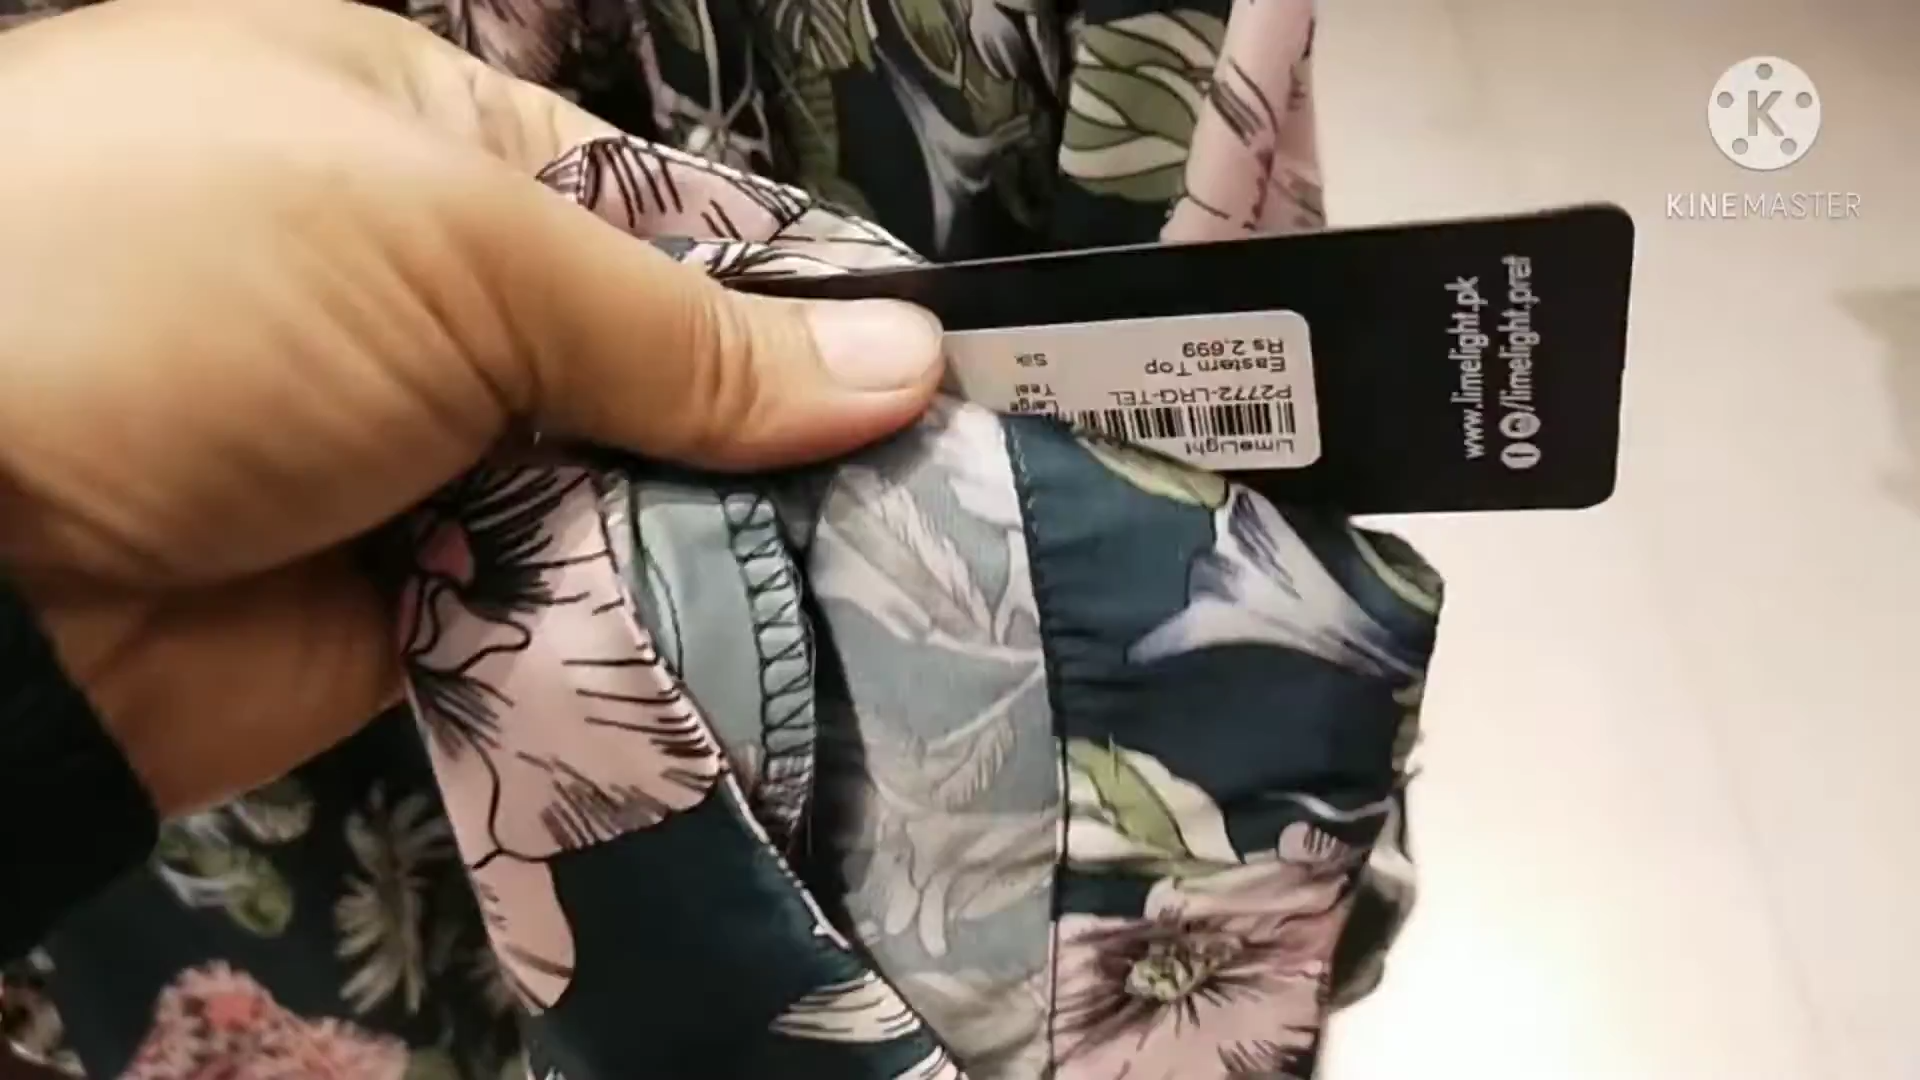 K
KINEMASTER
www.limelight.pk
/limelight.pret
LimeLight
P2772-LRG-TEL
Eastern Top
Rs 2,699
Large
Teal
Silk